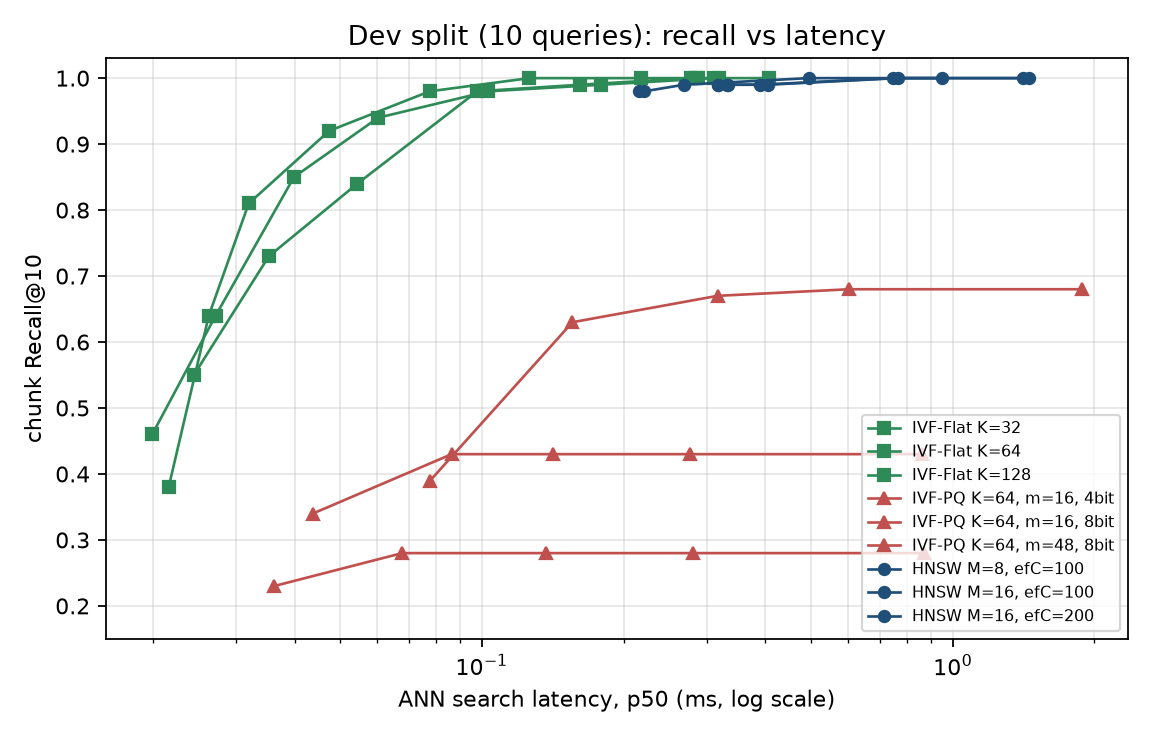 Dev split (10 queries): recall vs latency
chunk Recall@10
1.0
0.9
0.8
0.7
0.6
0.5
0.4
0.3
0.2
IVF-Flat K=32
IVF-Flat K=64
IVF-Flat K=128
IVF-PQ K=64, m=16, 4bit
IVF-PQ K=64, m=16, 8bit
IVF-PQ K=64, m=48, 8bit
HNSW M=8, efC=100
HNSW M=16, efC=100
HNSW M=16, efC=200
10⁻¹ 10⁰
ANN search latency, p50 (ms, log scale)